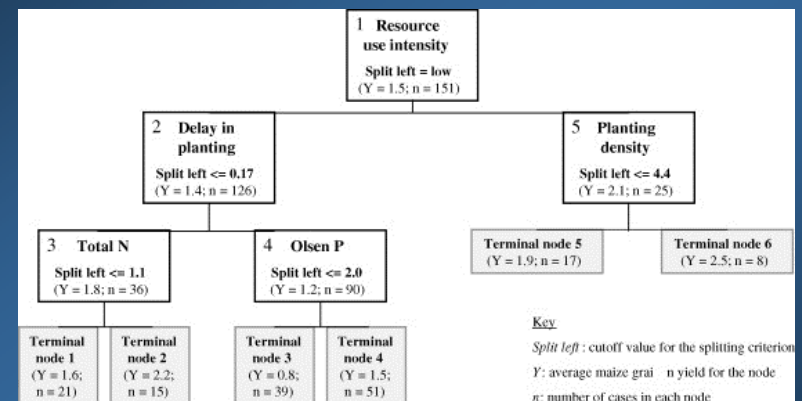 1 Resource
use intensity
Split left = low
(Y = 1.5; n = 151)
2 Delay in
planting
Split left <= 0.17
(Y = 1.4; n = 126)
5 Planting
density
Split left <= 4.4
(Y = 2.1; n = 25)
3 Total N
Split left <= 1.1
(Y = 1.8; n = 36)
4 Olsen P
Split left <= 2.0
(Y = 1.2; n = 90)
Terminal node 5
(Y = 1.9; n = 17)
Terminal node 6
(Y = 2.5; n = 8)
Terminal
node 1
(Y = 1.6;
n = 21)
Terminal
node 2
(Y = 2.2;
n = 15)
Terminal
node 3
(Y = 0.8;
n = 39)
Terminal
node 4
(Y = 1.5;
n = 51)
Key
Split left : cutoff value for the splitting criterion
Y: average maize grai n yield for the node
n: number of cases in each node